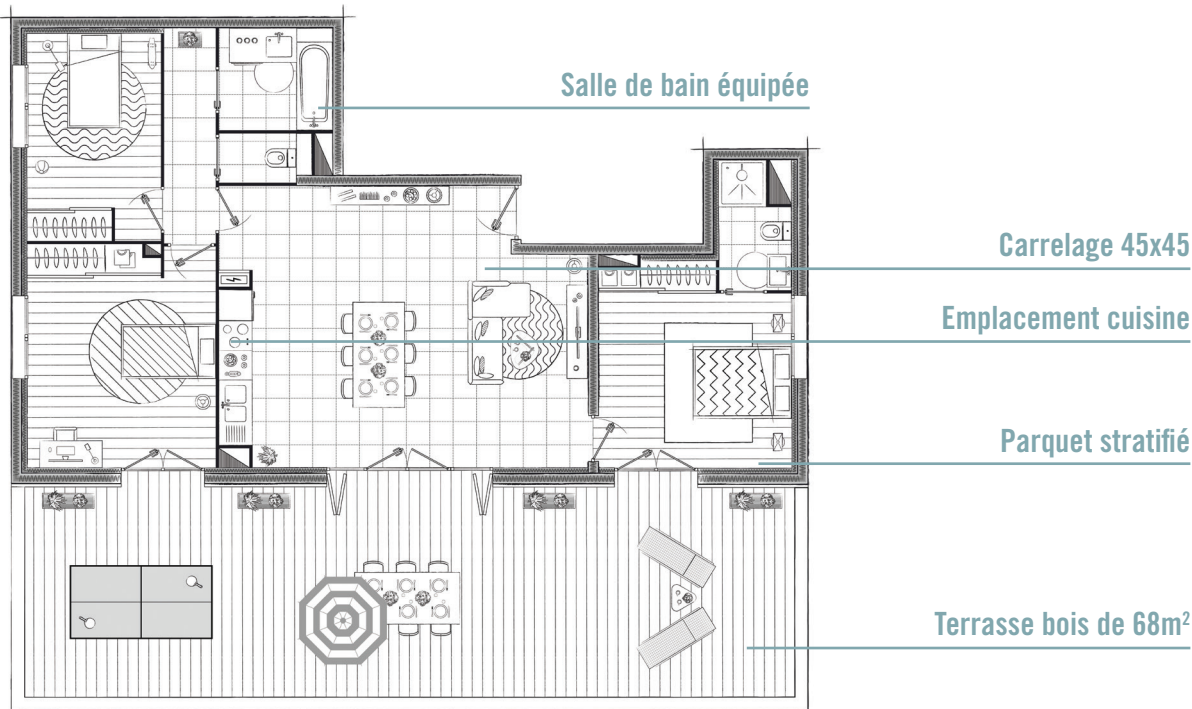 Salle de bain équipée
Carrelage 45x45
Emplacement cuisine
Parquet stratifié
Terrasse bois de 68m²